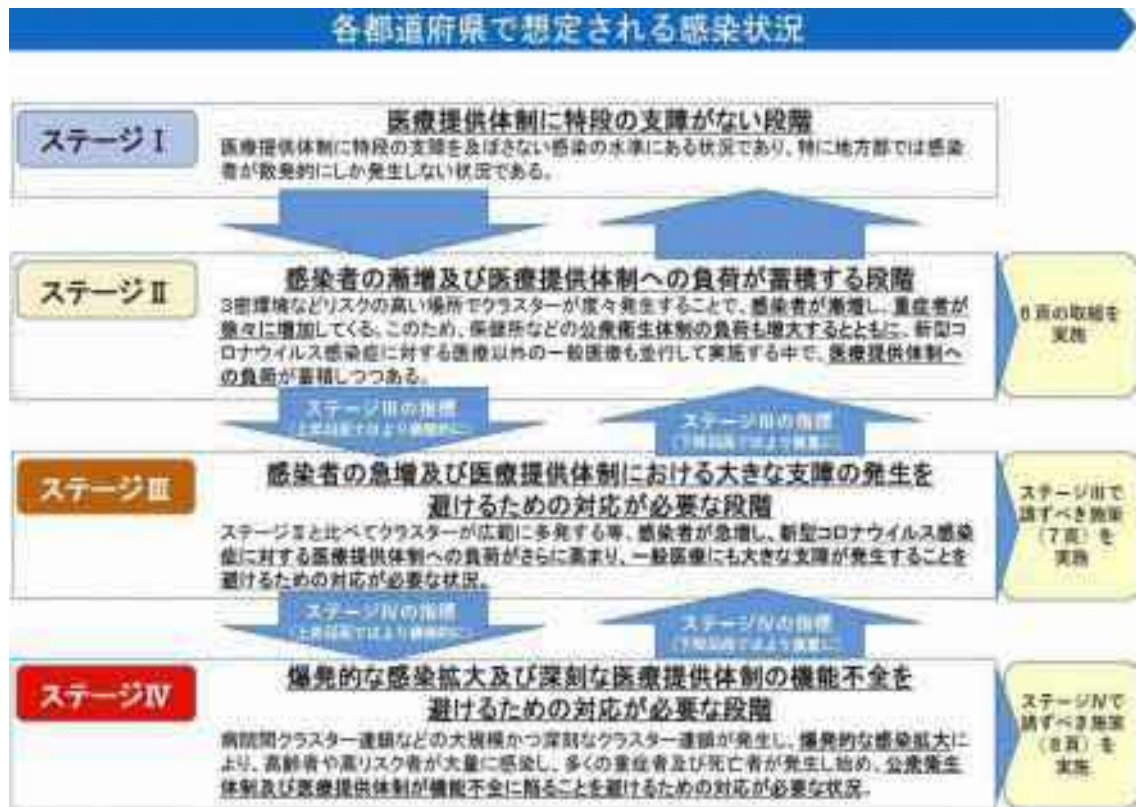 各都道府県で想定される感染状況
ステージⅠ
医療提供体制に特段の支障がない段階
医療提供体制に特段の支障を及ぼさない感染の水準にある状況であり、特に地方部では感染
者が散発的にしか発生しない状況である。
ステージⅡ
感染者の漸増及び医療提供体制への負荷が蓄積する段階
3密環境などリスクの高い場所でクラスターが度々発生することで、感染者が漸増し、重症者が
徐々に増加してくる。このため、保健所などの公衆衛生体制の負荷も増大するとともに、新型コ
ロナウイルス感染症に対する医療以外の一般医療も並行して実施する中で、医療提供体制へ
の負荷が蓄積しつつある。
頁の取組を
実施
ステージⅢの指標
ステージⅢの指標
ステージⅢ
感染者の急増及び医療提供体制における大きな支障の発生を
避けるための対応が必要な段階
ステージⅡと比べてクラスターが広範に多発する等、感染者が急増し、新型コロナウイルス感染
症に対する医療提供体制への負荷がさらに高まり、一般医療にも大きな支障が発生することを
避けるための対応が必要な状況。
ステージⅢで
講ずべき施策
(7頁)を
実施
ステージⅣの指標
ステージⅣの指標
ステージⅣ
爆発的な感染拡大及び深刻な医療提供体制の機能不全を
避けるための対応が必要な段階
病院間クラスター連鎖などの大規模かつ深刻なクラスター連鎖が発生し、爆発的な感染拡大に
より、高齢者や高リスク者が大量に感染し、多くの重症者及び死亡者が発生し始め、公衆衛生
体制及び医療提供体制が機能不全に陥ることを避けるための対応が必要な状況。
ステージⅣで
講ずべき施策
(8頁)を
実施